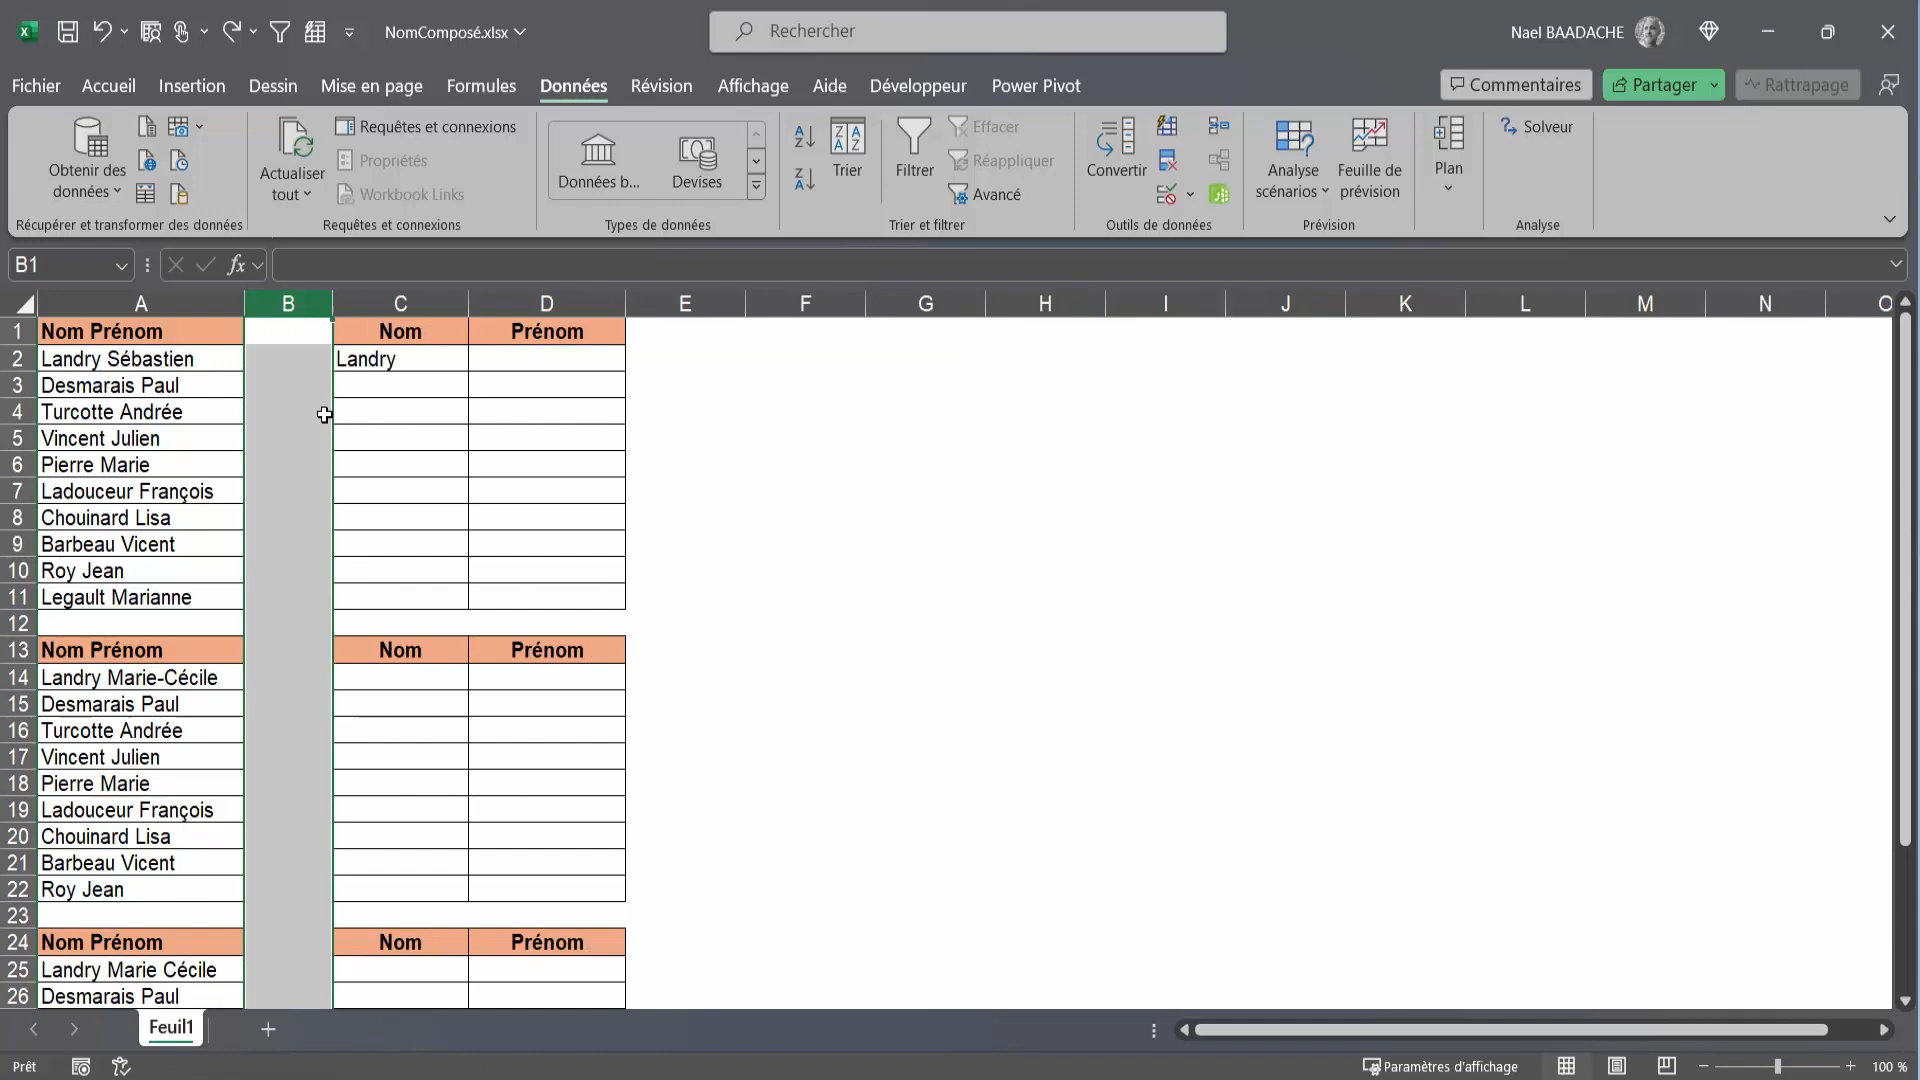 NomComposé.xlsx
Rechercher
Nael BAADACHE
Fichier Accueil Insertion Dessin Mise en page Formules Données Révision Affichage Aide Développeur Power Pivot
Commentaires Partager Rattrapage
Obtenir des données
Récupérer et transformer des données
Actualiser tout
Requêtes et connexions
Propriétés
Workbook Links
Requêtes et connexions
Données b... Devises
Types de données
Trier
Filtrer
Effacer
Réappliquer
Avancé
Trier et filtrer
Convertir
Outils de données
Analyse scénarios
Feuille de prévision
Prévision
Plan
Solveur
Analyse
B1 fx
A B C D E F G H I J K L M N O
1 Nom Prénom Nom Prénom
2 Landry Sébastien Landry
3 Desmarais Paul
4 Turcotte Andrée
5 Vincent Julien
6 Pierre Marie
7 Ladouceur François
8 Chouinard Lisa
9 Barbeau Vicent
10 Roy Jean
11 Legault Marianne
12
13 Nom Prénom Nom Prénom
14 Landry Marie-Cécile
15 Desmarais Paul
16 Turcotte Andrée
17 Vincent Julien
18 Pierre Marie
19 Ladouceur François
20 Chouinard Lisa
21 Barbeau Vicent
22 Roy Jean
23
24 Nom Prénom Nom Prénom
25 Landry Marie Cécile
26 Desmarais Paul
Feuil1
Prêt
Paramètres d'affichage
100 %